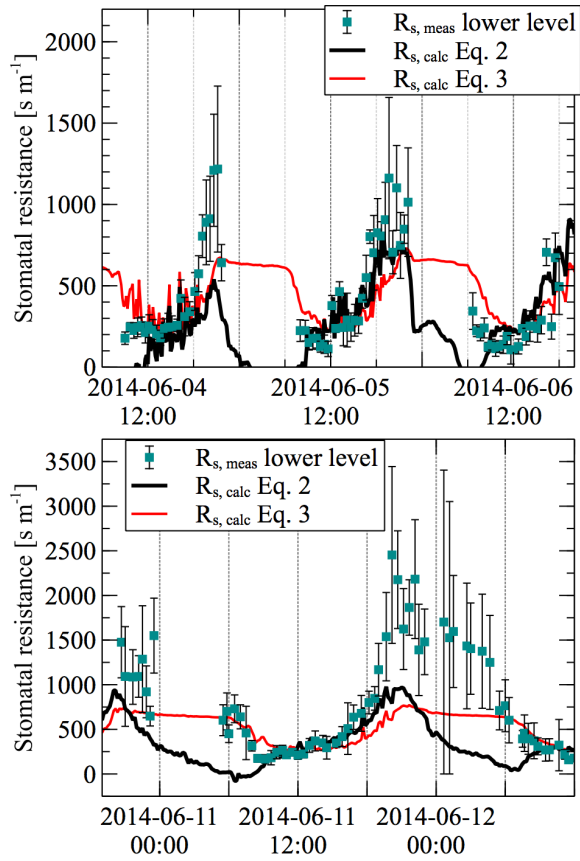 2000
1500
1000
500
0
Stomatal resistance [s m-1]
Rs, meas lower level
Rs, calc Eq. 2
Rs, calc Eq. 3
2014-06-04 2014-06-05 2014-06-06
12:00 12:00 12:00
3500
3000
2500
2000
1500
1000
500
0
Stomatal resistance [s m-1]
Rs, meas lower level
Rs, calc Eq. 2
Rs, calc Eq. 3
2014-06-11 2014-06-11 2014-06-12
00:00 12:00 00:00